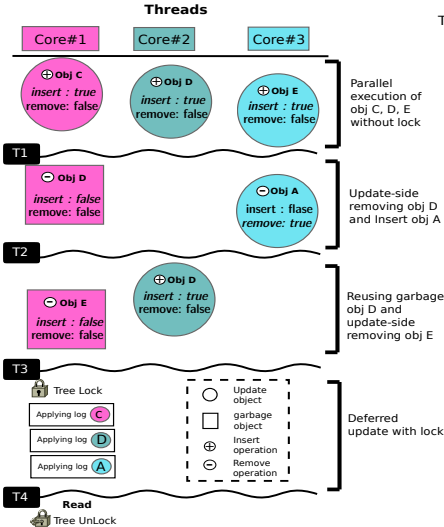 Threads
T
Core#1
Core#2
Core#3
Obj C
insert : true
remove: false
Obj D
insert : true
remove: false
Obj E
insert : true
remove: false
Parallel
execution of
obj C, D, E
without lock
T1
Obj D
insert : false
remove: false
Obj A
insert : flase
remove: true
Update-side
removing obj D
and Insert obj A
T2
Obj E
insert : false
remove: false
Obj D
insert : true
remove: false
Reusing garbage
obj D and
update-side
removing obj E
T3
Tree Lock
Applying log C
Applying log D
Applying log A
Update
object
garbage
object
Insert
operation
Remove
operation
Deferred
update with lock
T4
Read
Tree UnLock